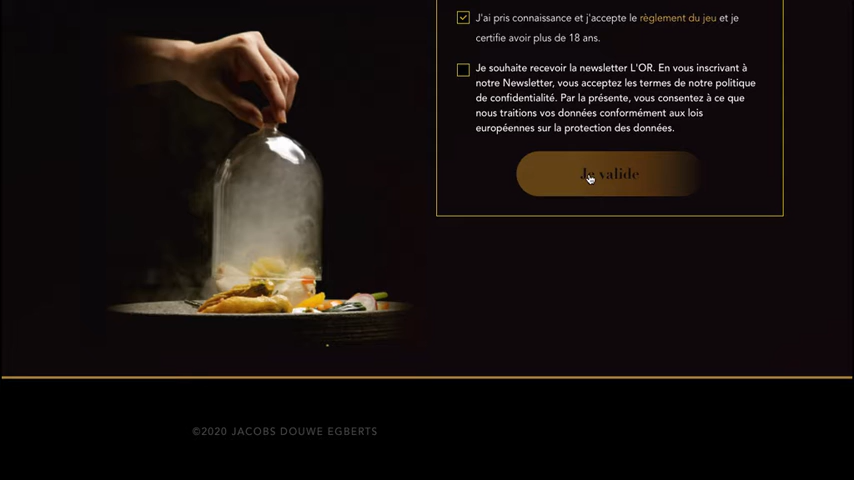 J'ai pris connaissance et j'accepte le règlement du jeu et je
certifie avoir plus de 18 ans.
Je souhaite recevoir la newsletter L'OR. En vous inscrivant à
notre Newsletter, vous acceptez les termes de notre politique
de confidentialité. Par la présente, vous consentez à ce que
nous traitions vos données conformément aux lois
européennes sur la protection des données.
Je valide
©2020 JACOBS DOUWE EGBERTS